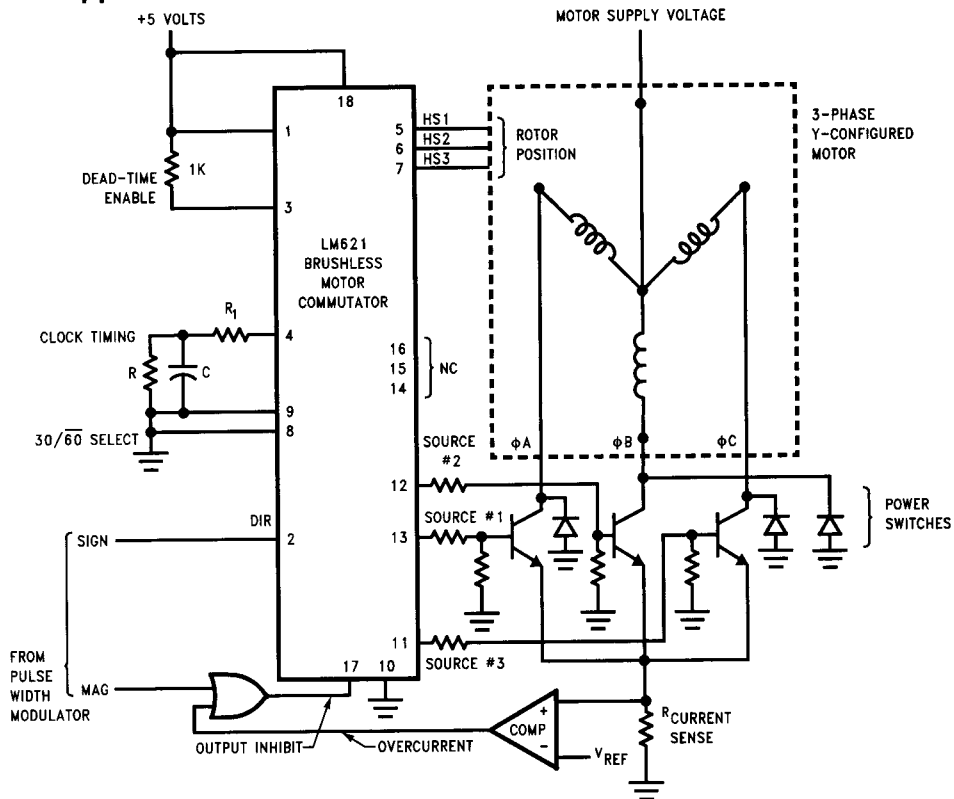 +5 VOLTS
MOTOR SUPPLY VOLTAGE
18
1
1K
DEAD-TIME
ENABLE
3
5 HS1
6 HS2
7 HS3
ROTOR
POSITION
3-PHASE
Y-CONFIGURED
MOTOR
LM621
BRUSHLESS
MOTOR
COMMUTATOR
R1
CLOCK TIMING
4
R
C
16
15
14
NC
9
8
30/6̅0̅ SELECT
SOURCE
#2
φA
φB
φC
12
DIR
SIGN
2
13
SOURCE #1
POWER
SWITCHES
11
SOURCE #3
FROM
PULSE
WIDTH
MODULATOR
MAG
17
10
OUTPUT INHIBIT
OVERCURRENT
COMP
+
-
VREF
RCURRENT
SENSE